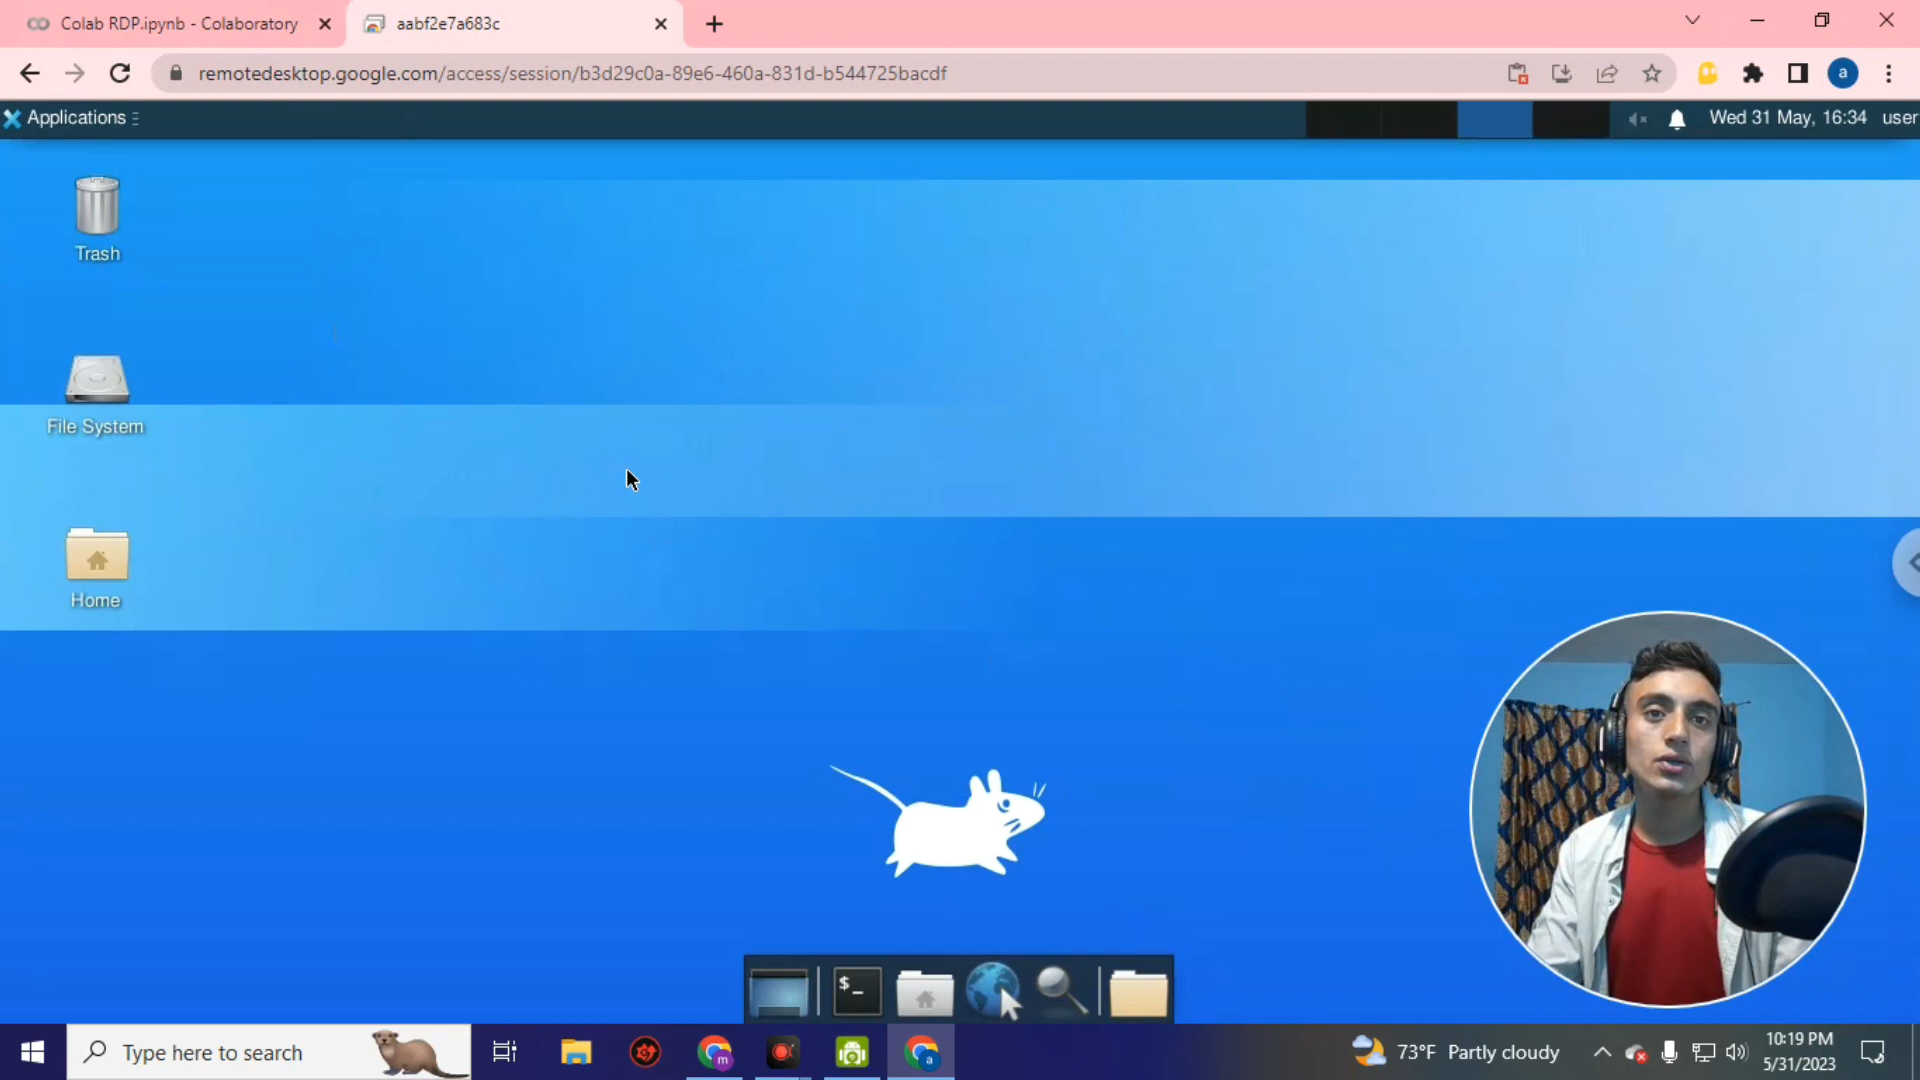 Colab RDP.ipynb - Colaboratory
aabf2e7a683c
remotedesktop.google.com/access/session/b3d29c0a-89e6-460a-831d-b544725bacdf
a
Applications
Wed 31 May, 16:34 user
Trash
File System
Home
$_
Type here to search
m
a
73°F Partly cloudy
10:19 PM
5/31/2023